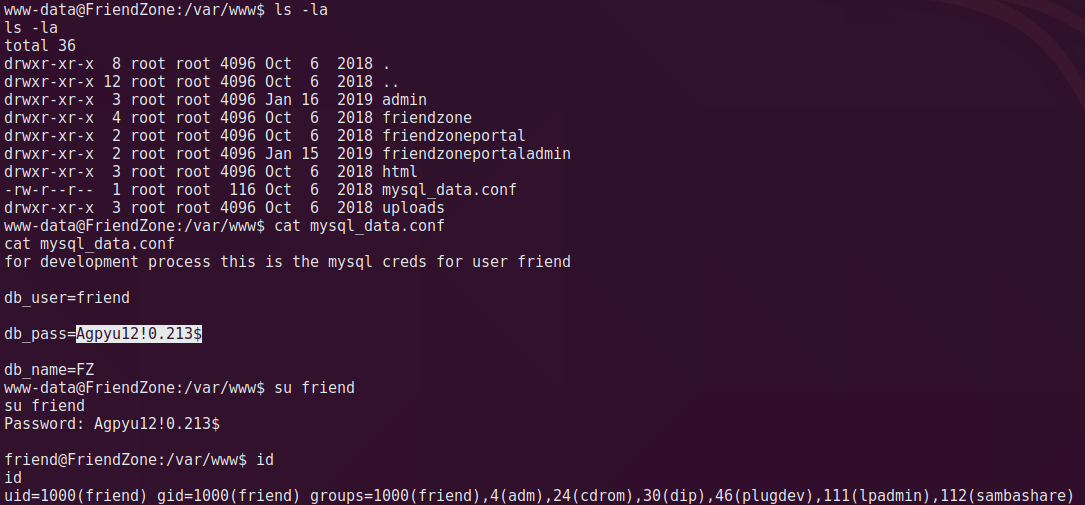 www-data@FriendZone:/var/www$ ls -la
ls -la
total 36
drwxr-xr-x  8 root root 4096 Oct  6  2018 .
drwxr-xr-x 12 root root 4096 Oct  6  2018 ..
drwxr-xr-x  3 root root 4096 Jan 16  2019 admin
drwxr-xr-x  4 root root 4096 Oct  6  2018 friendzone
drwxr-xr-x  2 root root 4096 Oct  6  2018 friendzoneportal
drwxr-xr-x  2 root root 4096 Jan 15  2019 friendzoneportaladmin
drwxr-xr-x  3 root root 4096 Oct  6  2018 html
-rw-r--r--  1 root root  116 Oct  6  2018 mysql_data.conf
drwxr-xr-x  3 root root 4096 Oct  6  2018 uploads
www-data@FriendZone:/var/www$ cat mysql_data.conf
cat mysql_data.conf
for development process this is the mysql creds for user friend

db_user=friend

db_pass=Agpyu12!0.213$

db_name=FZ
www-data@FriendZone:/var/www$ su friend
su friend
Password: Agpyu12!0.213$

friend@FriendZone:/var/www$ id
id
uid=1000(friend) gid=1000(friend) groups=1000(friend),4(adm),24(cdrom),30(dip),46(plugdev),111(lpadmin),112(sambashare)